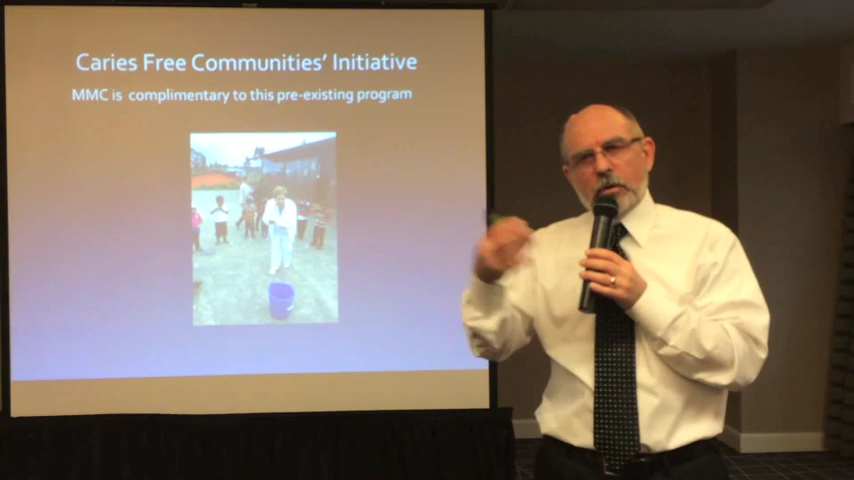 Caries Free Communities' Initiative
MMC is complimentary to this pre-existing program